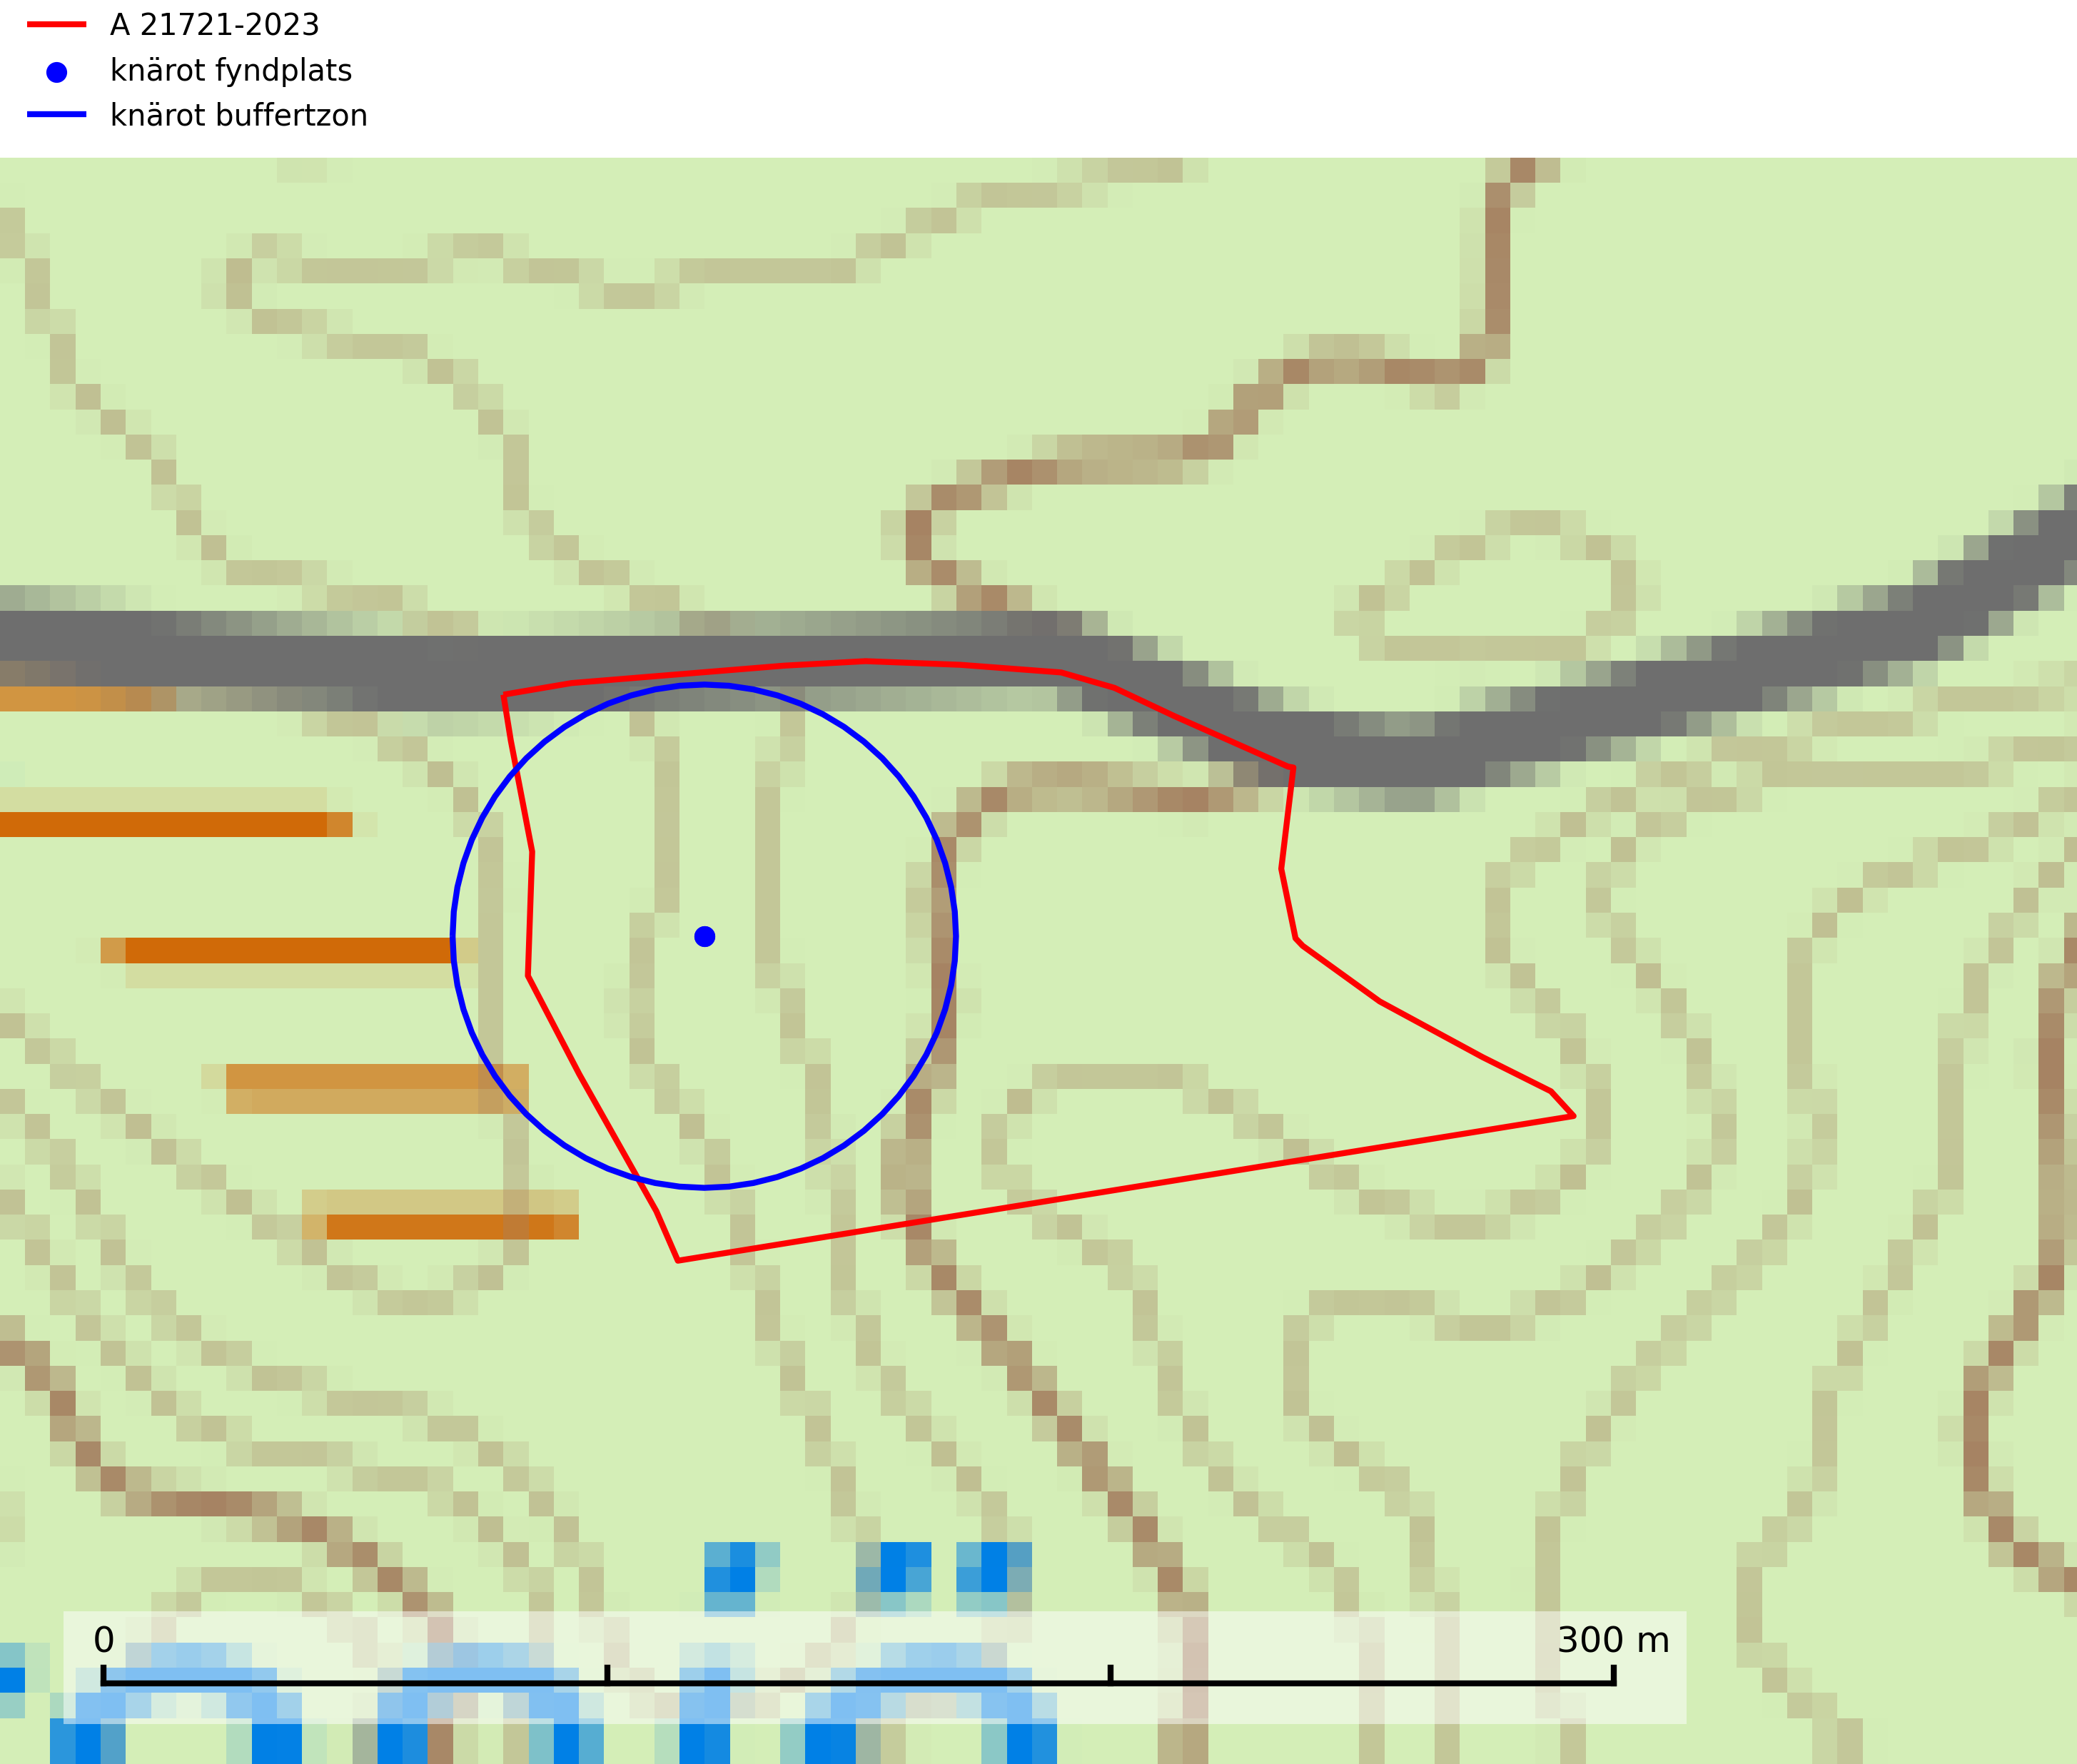 A 21721-2023
knärot fyndplats
knärot buffertzon
0 300 m